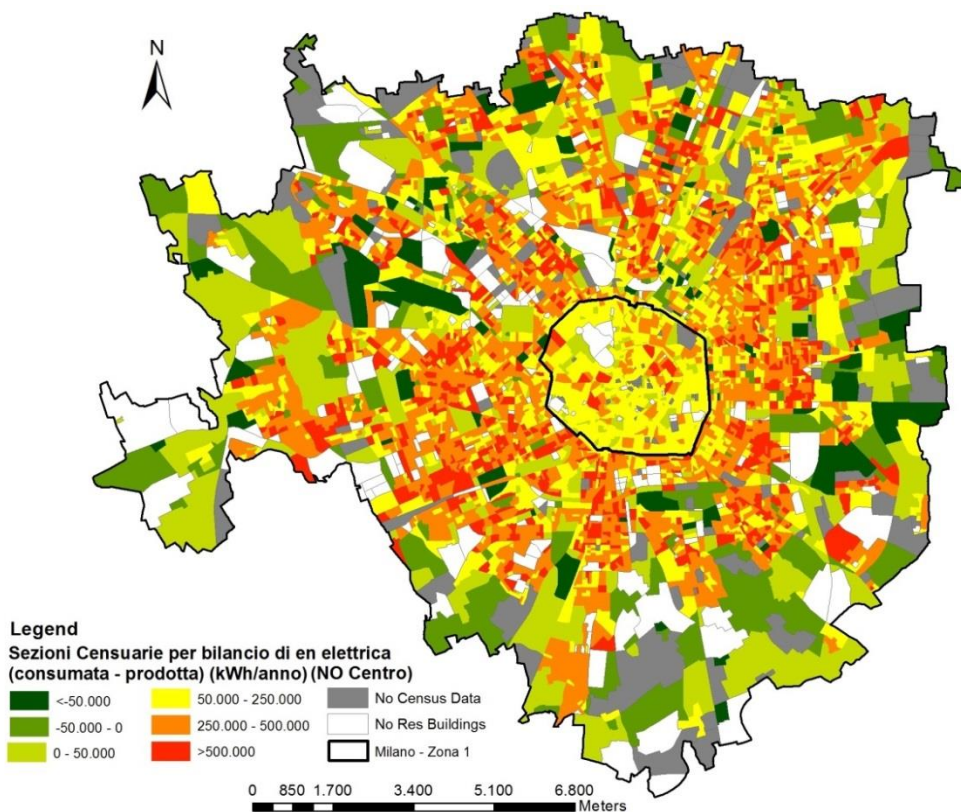 N
Legend
Sezioni Censuarie per bilancio di en elettrica
(consumata - prodotta) (kWh/anno) (NO Centro)
<-50.000
50.000 - 250.000
No Census Data
-50.000 - 0
250.000 - 500.000
No Res Buildings
0 - 50.000
>500.000
Milano - Zona 1
0 850 1.700 3.400 5.100 6.800
Meters